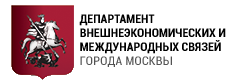 ДЕПАРТАМЕНТ
ВНЕШНЕЭКОНОМИЧЕСКИХ И
МЕЖДУНАРОДНЫХ СВЯЗЕЙ
ГОРОДА МОСКВЫ